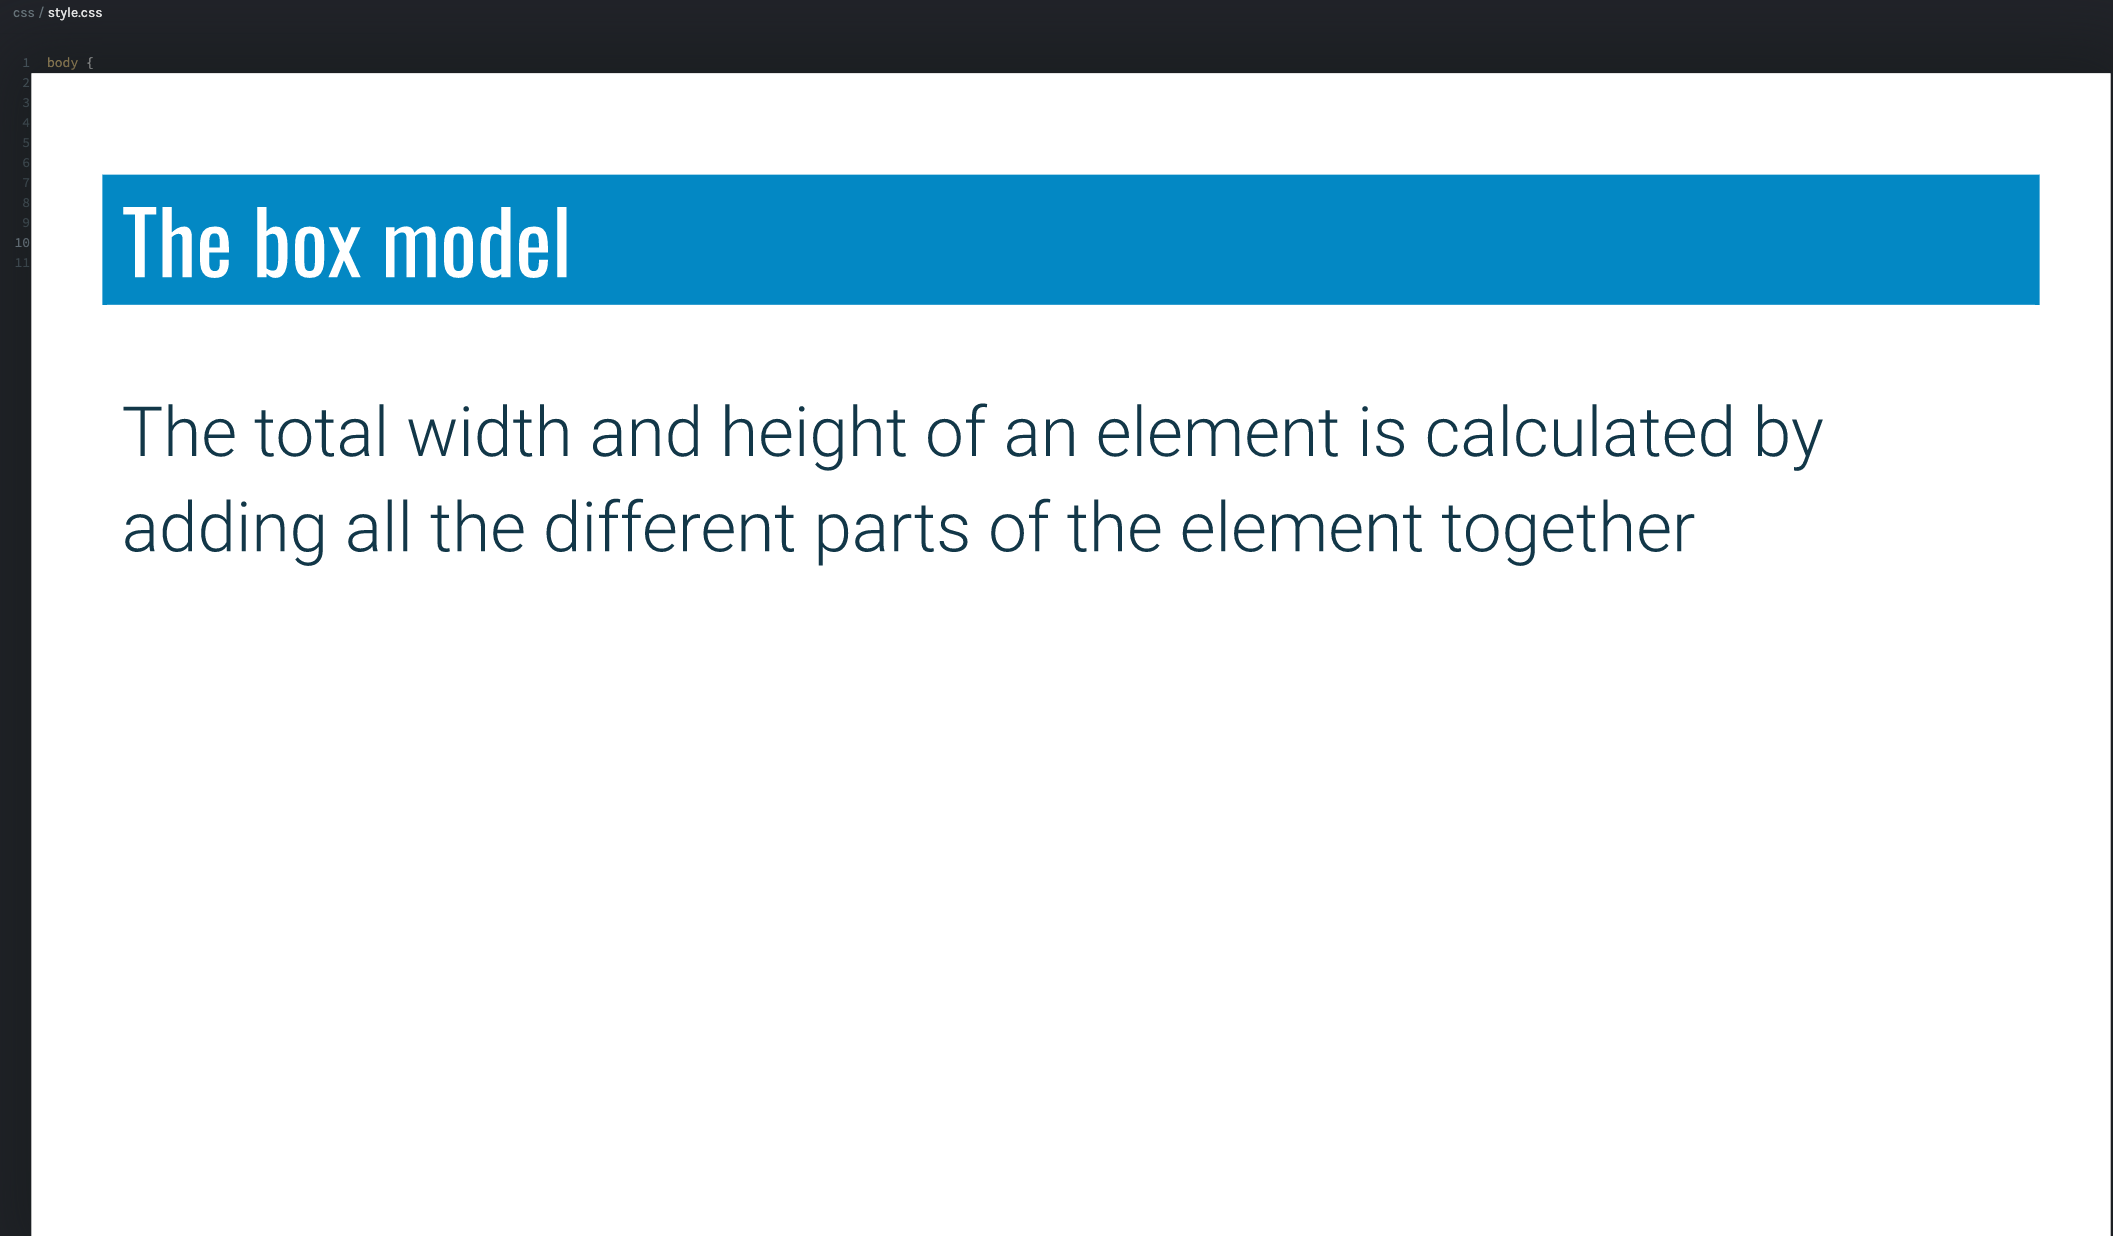 css / style.css
1 body {
2
3
4
5
6
7
8
9
10
11
The box model
The total width and height of an element is calculated by
adding all the different parts of the element together